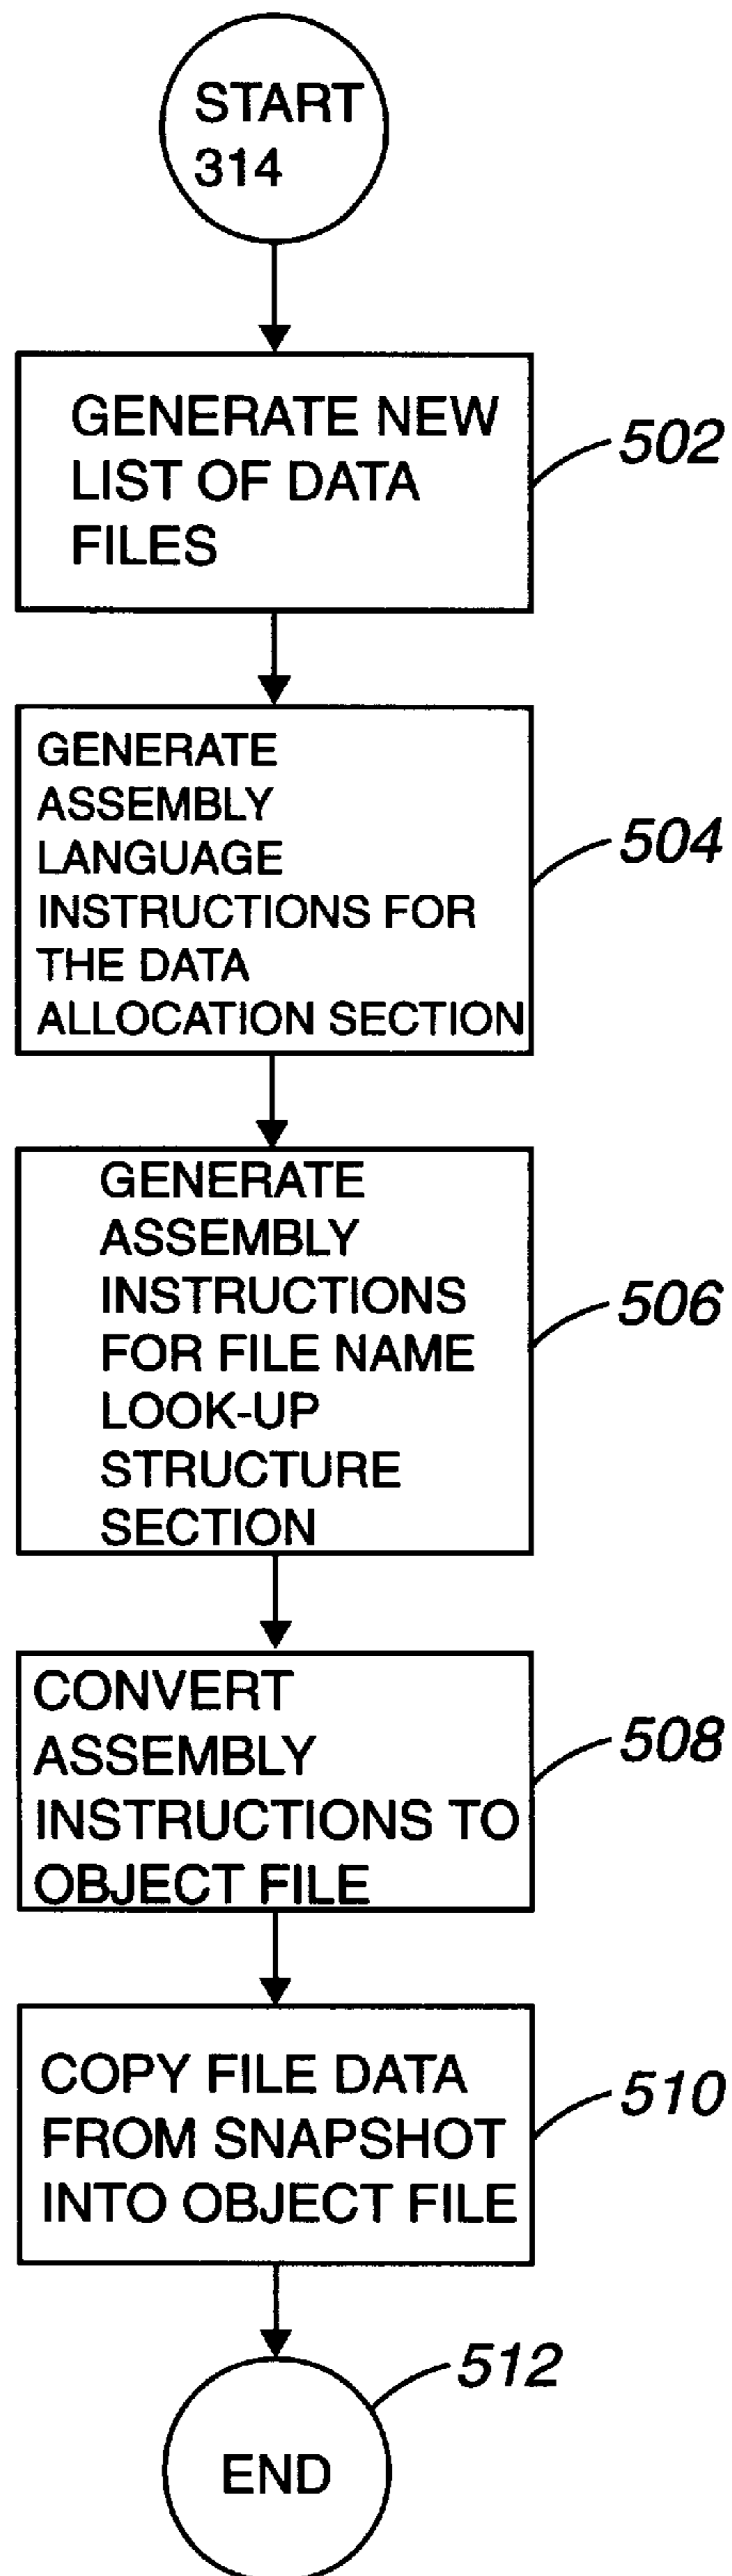 START
314
GENERATE NEW
LIST OF DATA
FILES
502
GENERATE
ASSEMBLY
LANGUAGE
INSTRUCTIONS FOR
THE DATA
ALLOCATION SECTION
504
GENERATE
ASSEMBLY
INSTRUCTIONS
FOR FILE NAME
LOOK-UP
STRUCTURE
SECTION
506
CONVERT
ASSEMBLY
INSTRUCTIONS TO
OBJECT FILE
508
COPY FILE DATA
FROM SNAPSHOT
INTO OBJECT FILE
510
512
END